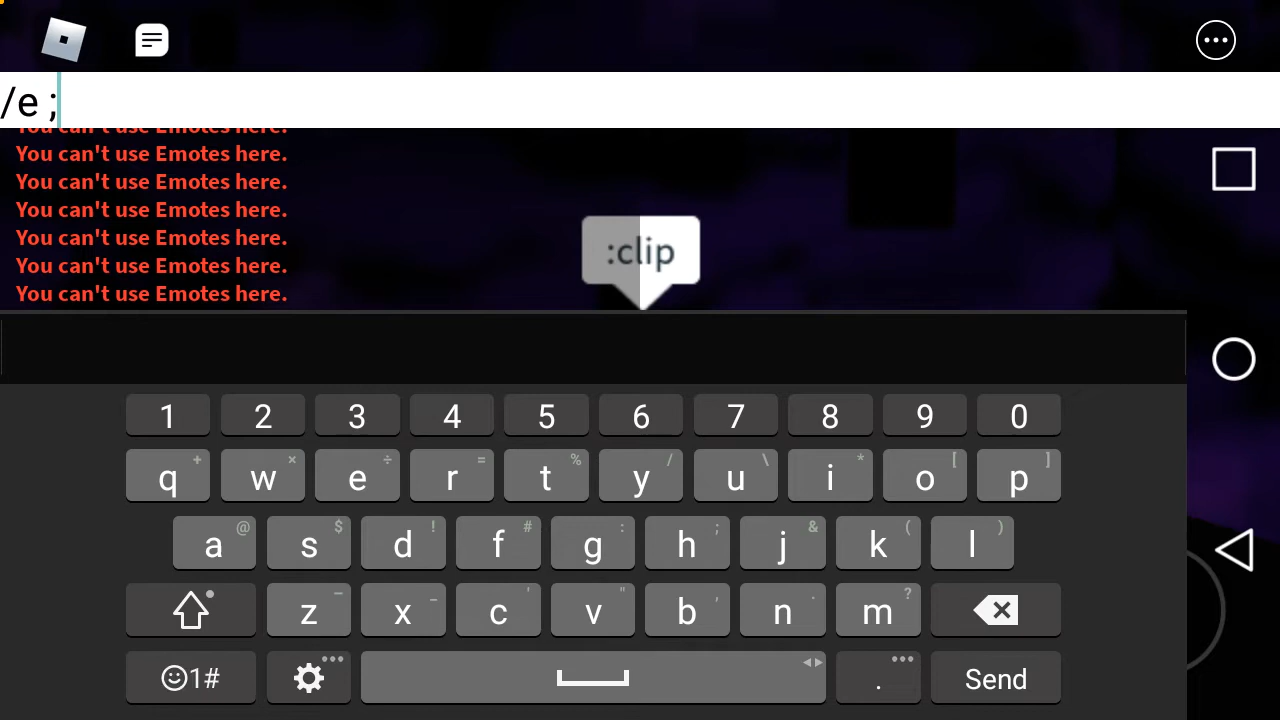 /e ;
You can't use Emotes here.
You can't use Emotes here.
You can't use Emotes here.
You can't use Emotes here.
You can't use Emotes here.
You can't use Emotes here.
You can't use Emotes here.
:clip
1 2 3 4 5 6 7 8 9 0
+ × ÷ = % / \ * [ ]
q w e r t y u i o p
@ $ ! # : ; & ( )
a s d f g h j k l
– _ ' " , . ?
z x c v b n m
1# . Send